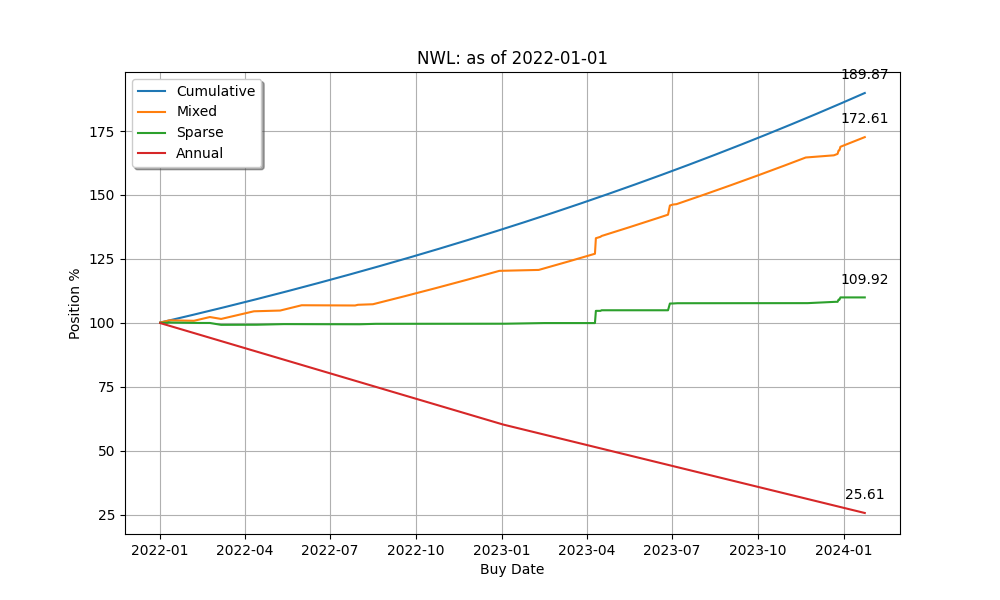 NWL: as of 2022-01-01
189.87
Cumulative
Mixed
Sparse
Annual
172.61
109.92
25.61
Position %
175
150
125
100
75
50
25
2022-01
2022-04
2022-07
2022-10
2023-01
2023-04
2023-07
2023-10
2024-01
Buy Date